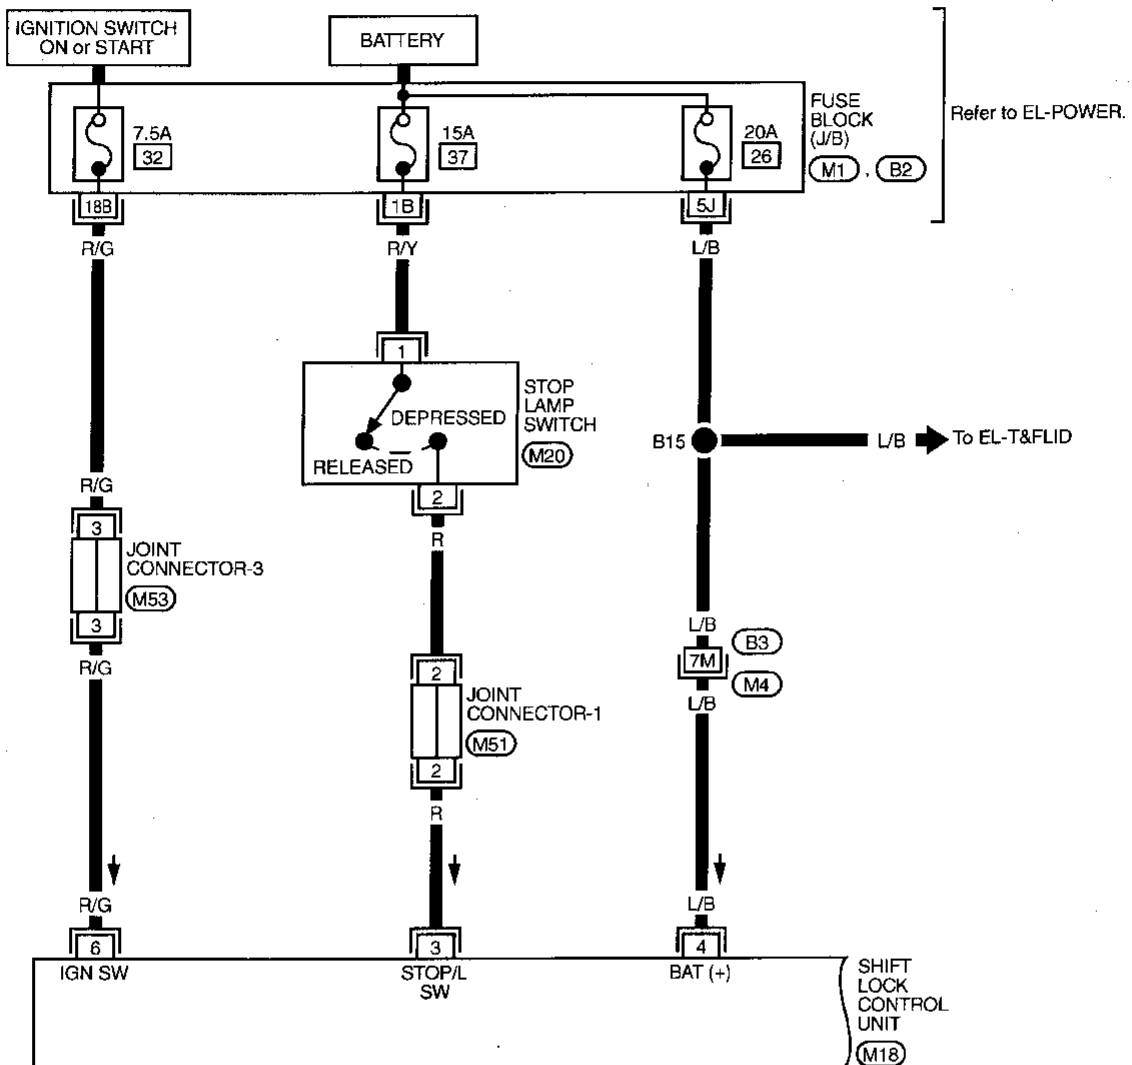 IGNITION SWITCH
ON or START
BATTERY
7.5A
32
15A
37
20A
26
FUSE
BLOCK
(J/B)
M1 , B2
Refer to EL-POWER.
18B
1B
5J
R/G
R/Y
L/B
1
DEPRESSED
RELEASED
STOP
LAMP
SWITCH
M20
2
R
B15
L/B
To EL-T&FLID
R/G
3
JOINT
CONNECTOR-3
M53
3
R/G
2
JOINT
CONNECTOR-1
M51
2
R
L/B
7M
B3
M4
L/B
R/G
L/B
6
3
4
IGN SW
STOP/L
SW
BAT (+)
SHIFT
LOCK
CONTROL
UNIT
M18